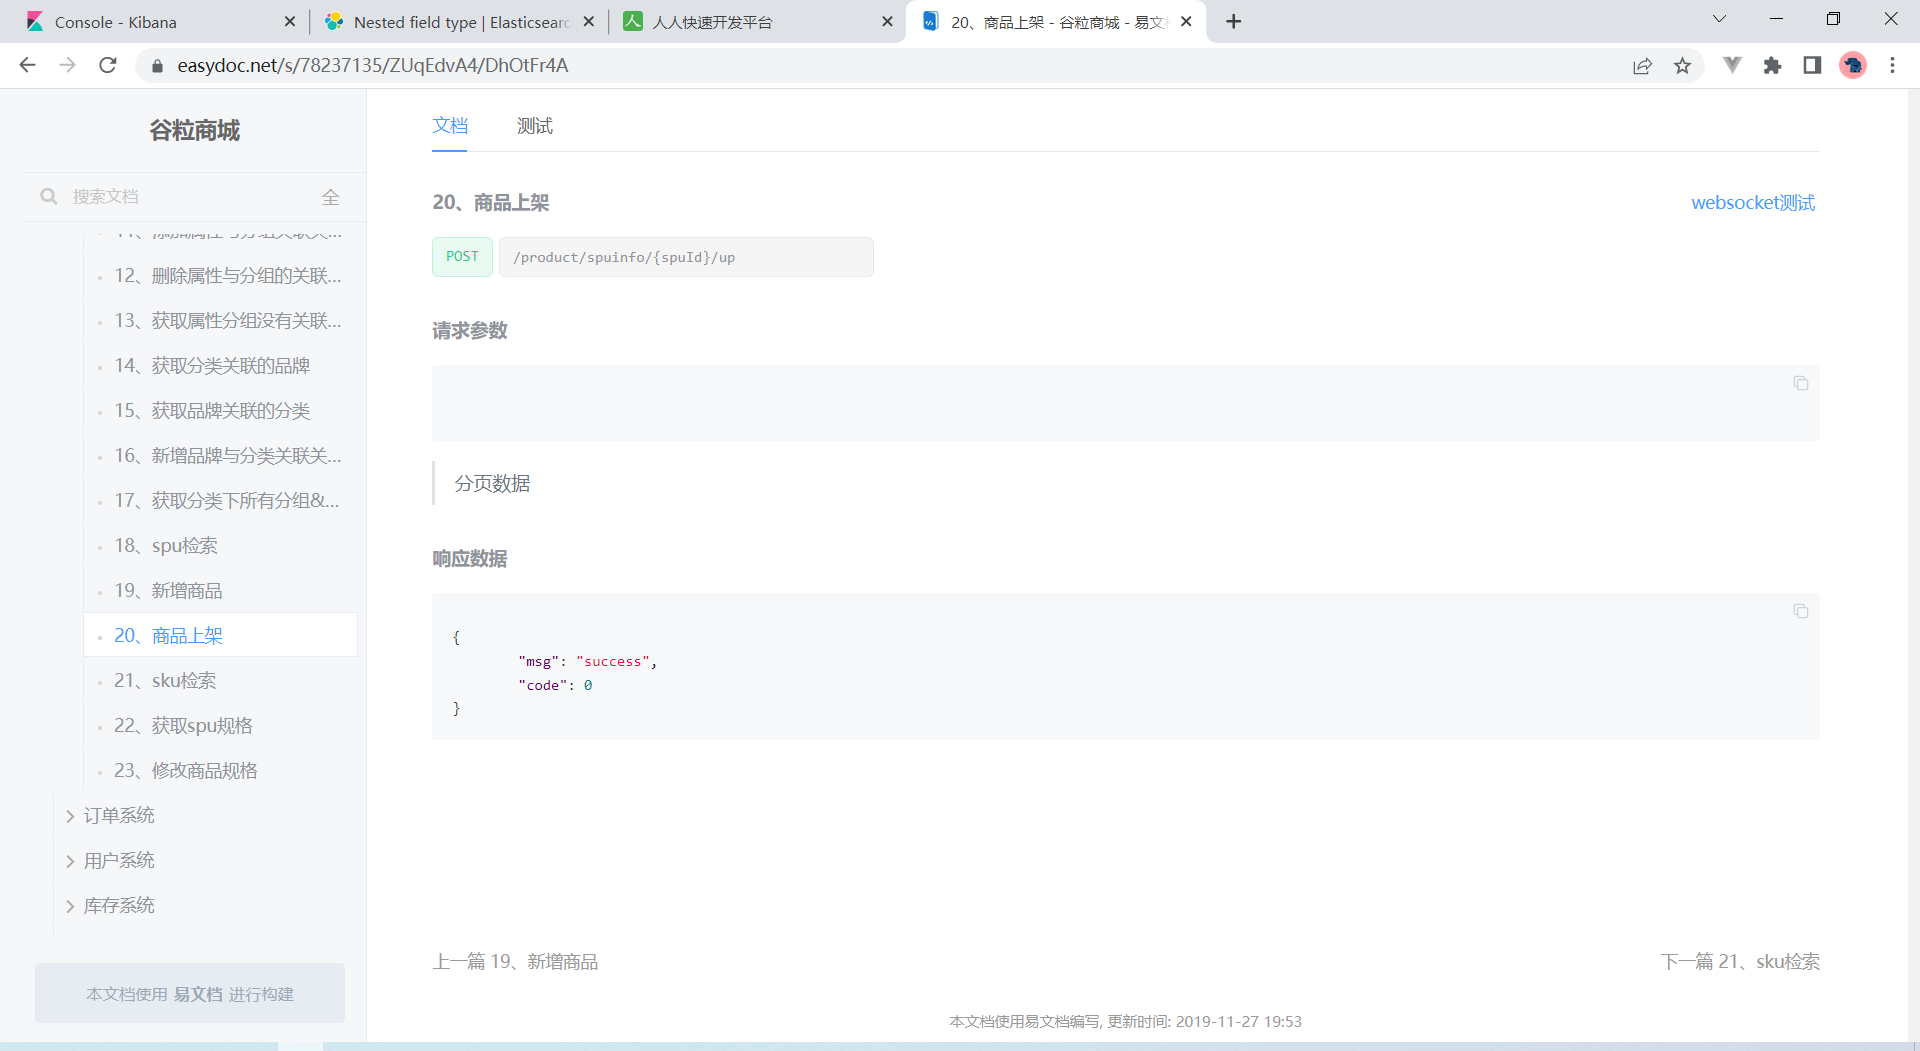 Console - Kibana
Nested field type | Elasticsearc
人人快速开发平台
20、商品上架 - 谷粒商城 - 易文档
easydoc.net/s/78237135/ZUqEdvA4/DhOtFr4A
谷粒商城
搜索文档
全
11、添加属性与分组关联关...
12、删除属性与分组的关联...
13、获取属性分组没有关联...
14、获取分类关联的品牌
15、获取品牌关联的分类
16、新增品牌与分类关联关...
17、获取分类下所有分组&...
18、spu检索
19、新增商品
20、商品上架
21、sku检索
22、获取spu规格
23、修改商品规格
订单系统
用户系统
库存系统
本文档使用 易文档 进行构建
文档
测试
20、商品上架
websocket测试
POST
/product/spuinfo/{spuId}/up
请求参数
分页数据
响应数据
{
"msg": "success",
"code": 0
}
上一篇 19、新增商品
下一篇 21、sku检索
本文档使用易文档编写, 更新时间: 2019-11-27 19:53